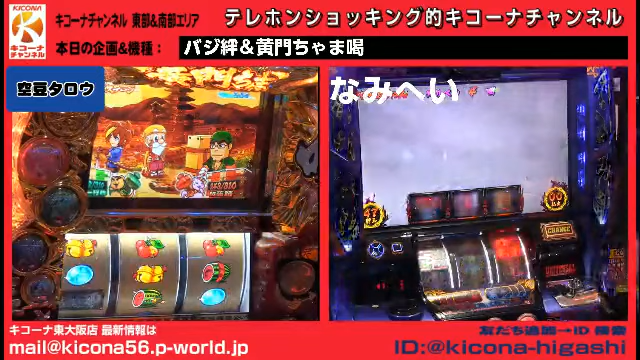 KICONA
キコーナ
チャンネル
キコーナチャンネル 東部&南部エリア
テレホンショッキング的キコーナチャンネル
本日の企画&機種：
バジ絆&黄門ちゃま喝
空豆タロウ
なみへい
CHANCE
キコーナ東大阪店 最新情報は
mail@kicona56.p-world.jp
友だち追加→ID 検索
ID:@kicona-higashi